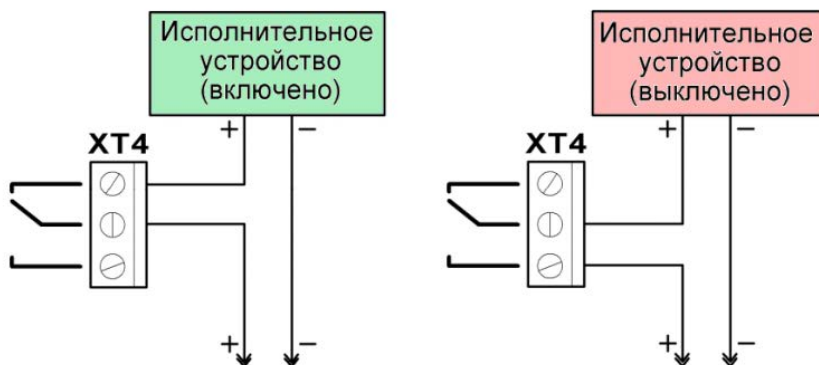 Исполнительное
устройство
(включено)
+
−
XT4
+
−
Исполнительное
устройство
(выключено)
+
−
XT4
+
−